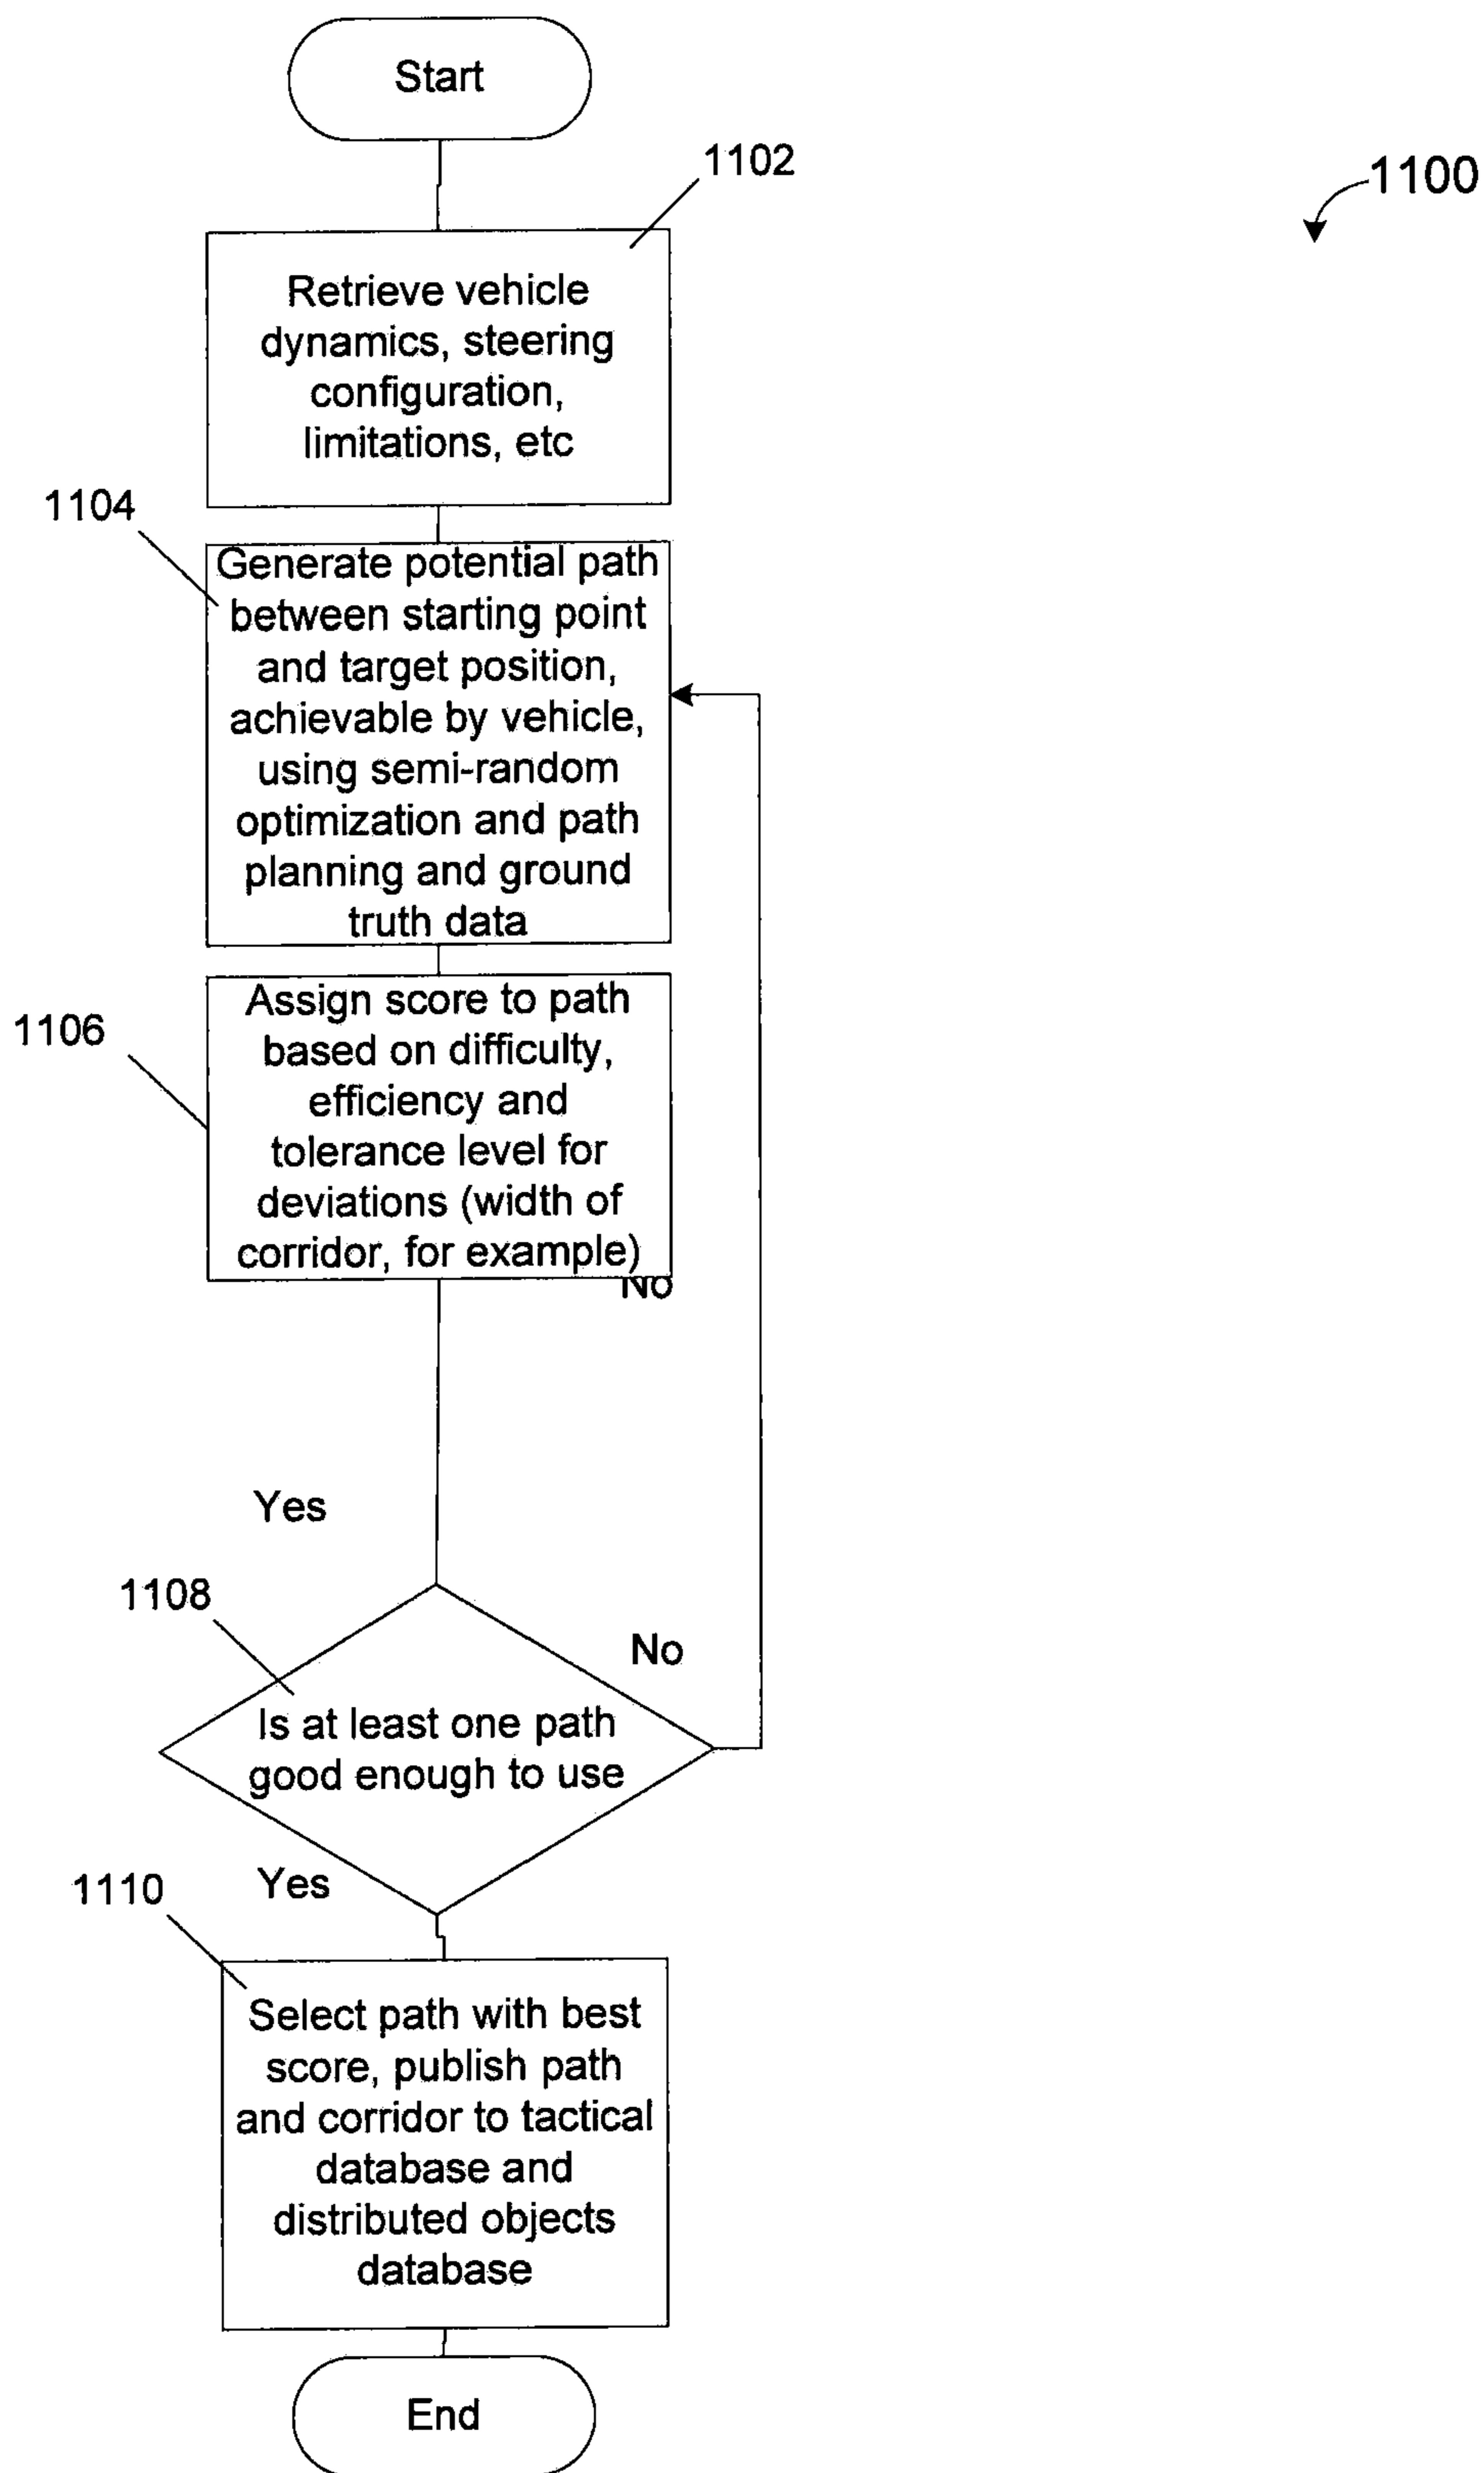 Start
1102
1100
Retrieve vehicle
dynamics, steering
configuration,
limitations, etc
1104
Generate potential path
between starting point
and target position,
achievable by vehicle,
using semi-random
optimization and path
planning and ground
truth data
1106
Assign score to path
based on difficulty,
efficiency and
tolerance level for
deviations (width of
corridor, for example)
No
Yes
1108
No
Is at least one path
good enough to use
Yes
1110
Select path with best
score, publish path
and corridor to tactical
database and
distributed objects
database
End